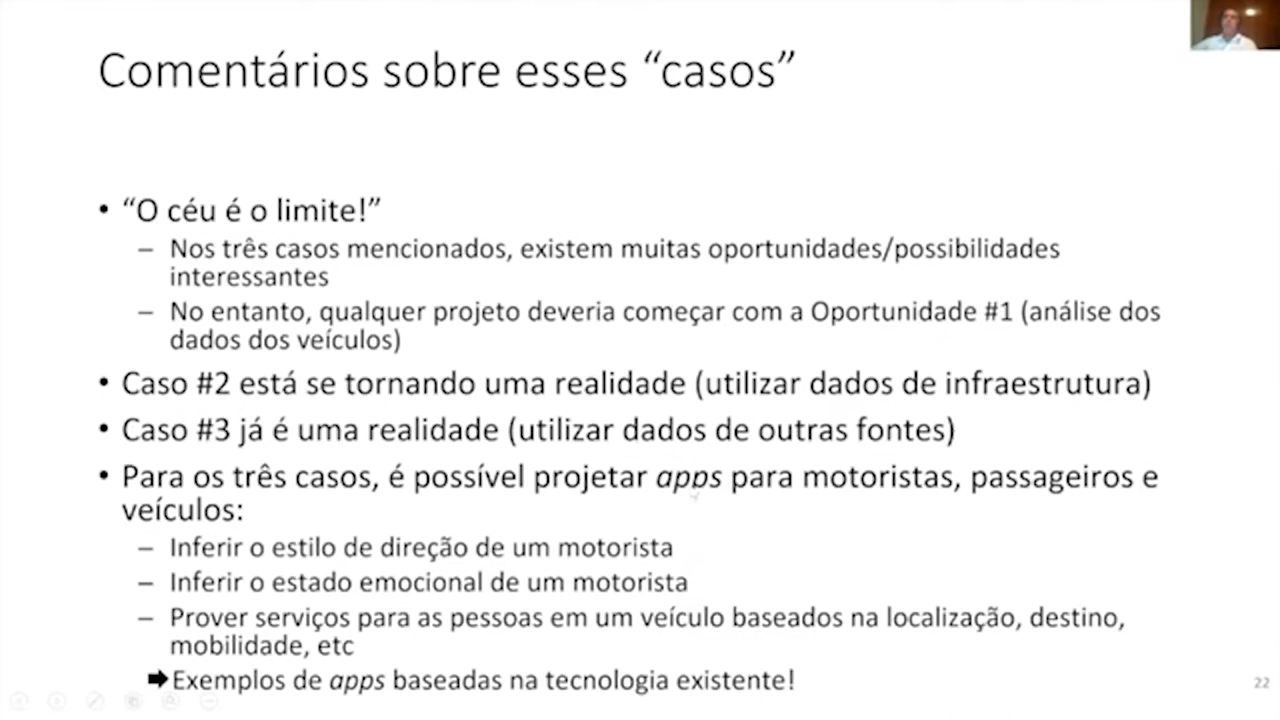 Comentários sobre esses “casos”
• “O céu é o limite!”
– Nos três casos mencionados, existem muitas oportunidades/possibilidades
interessantes
– No entanto, qualquer projeto deveria começar com a Oportunidade #1 (análise dos
dados dos veículos)
• Caso #2 está se tornando uma realidade (utilizar dados de infraestrutura)
• Caso #3 já é uma realidade (utilizar dados de outras fontes)
• Para os três casos, é possível projetar apps para motoristas, passageiros e
veículos:
– Inferir o estilo de direção de um motorista
– Inferir o estado emocional de um motorista
– Prover serviços para as pessoas em um veículo baseados na localização, destino,
mobilidade, etc
➡Exemplos de apps baseadas na tecnologia existente!
22